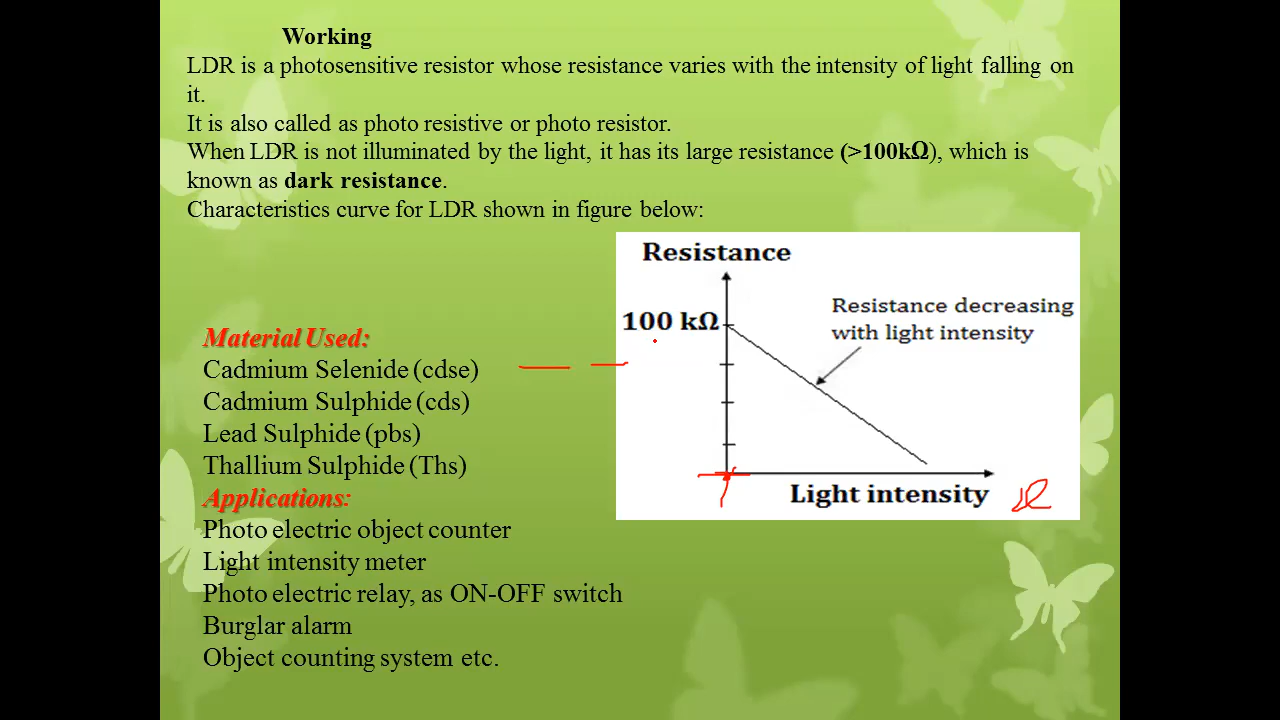 Working
LDR is a photosensitive resistor whose resistance varies with the intensity of light falling on
it.
It is also called as photo resistive or photo resistor.
When LDR is not illuminated by the light, it has its large resistance (>100kΩ), which is
known as dark resistance.
Characteristics curve for LDR shown in figure below:
Resistance
100 kΩ
Resistance decreasing
with light intensity
Light intensity
Material Used:
Cadmium Selenide (cdse)
Cadmium Sulphide (cds)
Lead Sulphide (pbs)
Thallium Sulphide (Ths)
Applications:
Photo electric object counter
Light intensity meter
Photo electric relay, as ON-OFF switch
Burglar alarm
Object counting system etc.